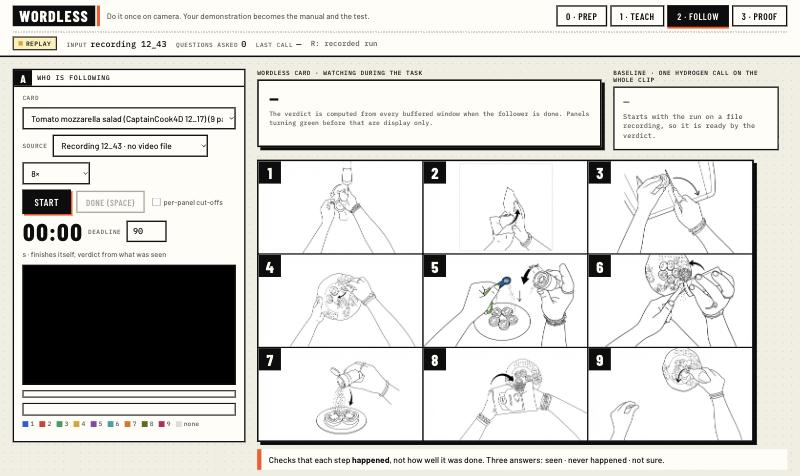 WORDLESS
Do it once on camera. Your demonstration becomes the manual and the test.
0 · PREP
1 · TEACH
2 · FOLLOW
3 · PROOF
REPLAY
INPUT recording 12_43 QUESTIONS ASKED 0 LAST CALL — R: recorded run
A WHO IS FOLLOWING
CARD
Tomato mozzarella salad (CaptainCook4D 12_17) (9 pa
SOURCE Recording 12_43 · no video file
8×
START
DONE (SPACE)
per-panel cut-offs
00:00 DEADLINE 90
s · finishes itself; verdict from what was seen
1 2 3 4 5 6 7 8 9 none
WORDLESS CARD · WATCHING DURING THE TASK
—
The verdict is computed from every buffered window when the follower is done. Panels
turning green before that are display only.
BASELINE · ONE HYDROGEN CALL ON THE
WHOLE CLIP
—
Starts with the run on a file
recording, so it is ready by the
verdict.
1
2
3
4
5
6
7
8
9
Checks that each step happened, not how well it was done. Three answers: seen · never happened · not sure.